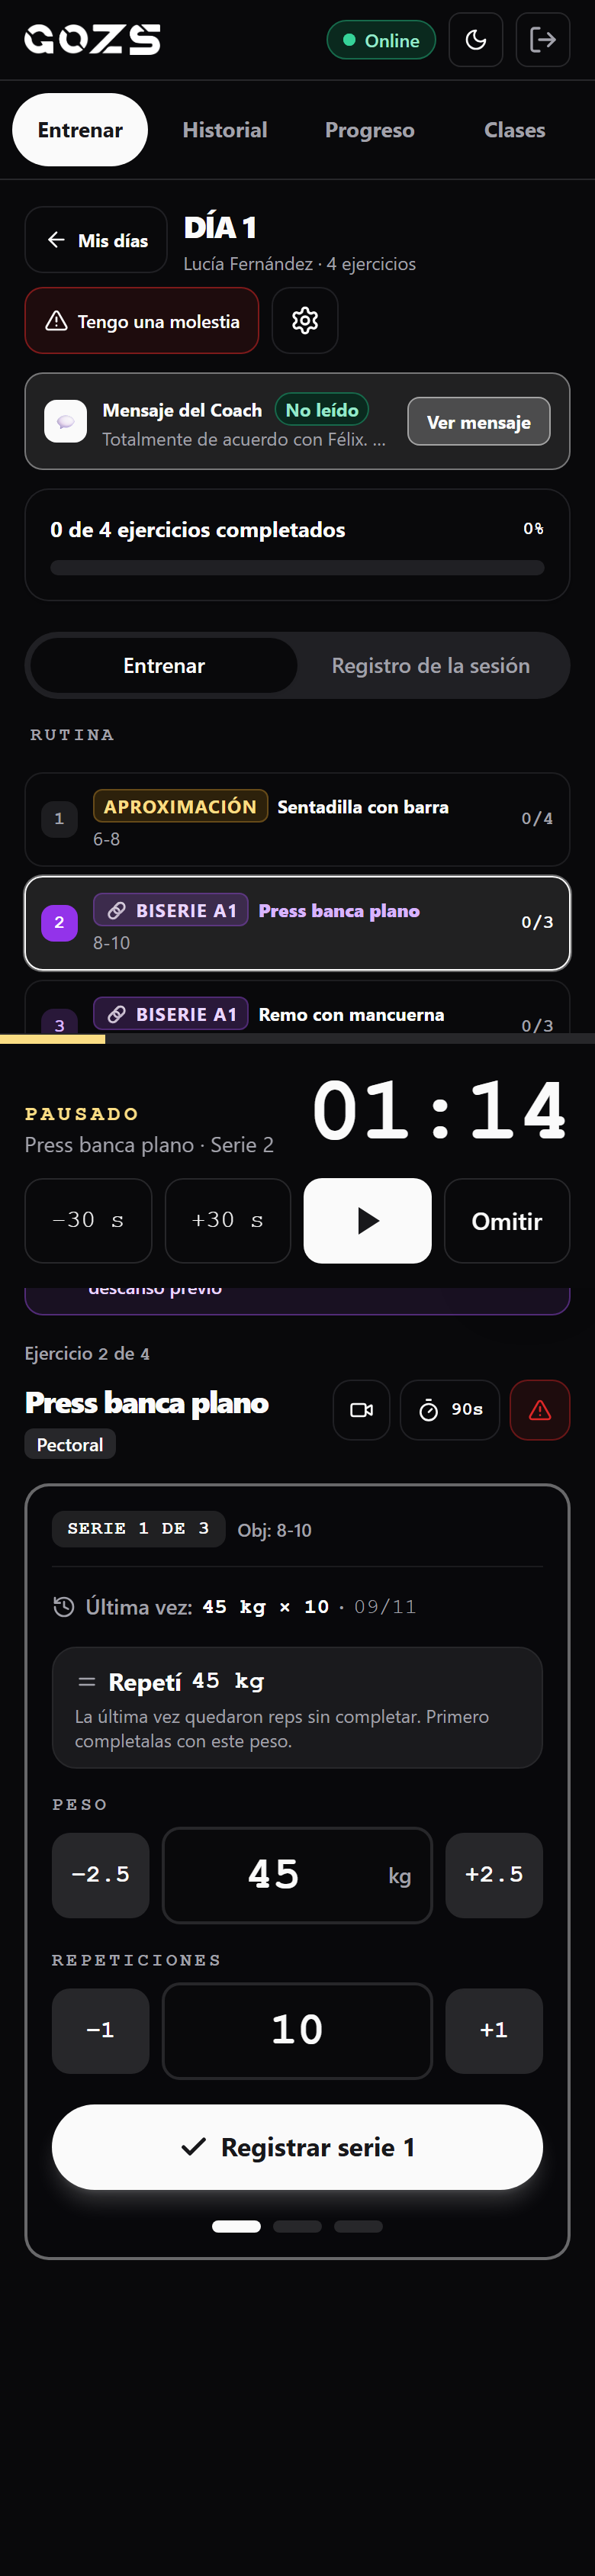 GOZS
Online
Entrenar
Historial
Progreso
Clases
Mis días
DÍA 1
Lucía Fernández · 4 ejercicios
Tengo una molestia
Mensaje del Coach
No leído
Totalmente de acuerdo con Félix. ...
Ver mensaje
0 de 4 ejercicios completados
0%
Entrenar
Registro de la sesión
RUTINA
1
APROXIMACIÓN Sentadilla con barra
6-8
0/4
2
BISERIE A1 Press banca plano
8-10
0/3
3
BISERIE A1 Remo con mancuerna
0/3
PAUSADO
Press banca plano · Serie 2
01:14
−30 s
+30 s
Omitir
descanso previo
Ejercicio 2 de 4
Press banca plano
90s
Pectoral
SERIE 1 DE 3
Obj: 8-10
Última vez: 45 kg × 10 · 09/11
= Repetí 45 kg
La última vez quedaron reps sin completar. Primero
completalas con este peso.
PESO
−2.5
45 kg
+2.5
REPETICIONES
−1
10
+1
Registrar serie 1